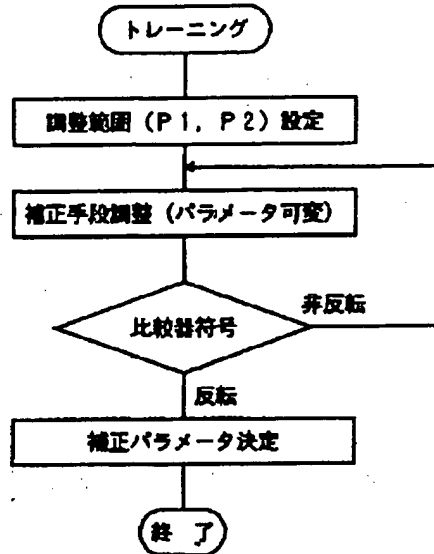 トレーニング
調整範囲（P1，P2）設定
補正手段調整（パラメータ可変）
比較器符号
非反転
反転
補正パラメータ決定
終 了